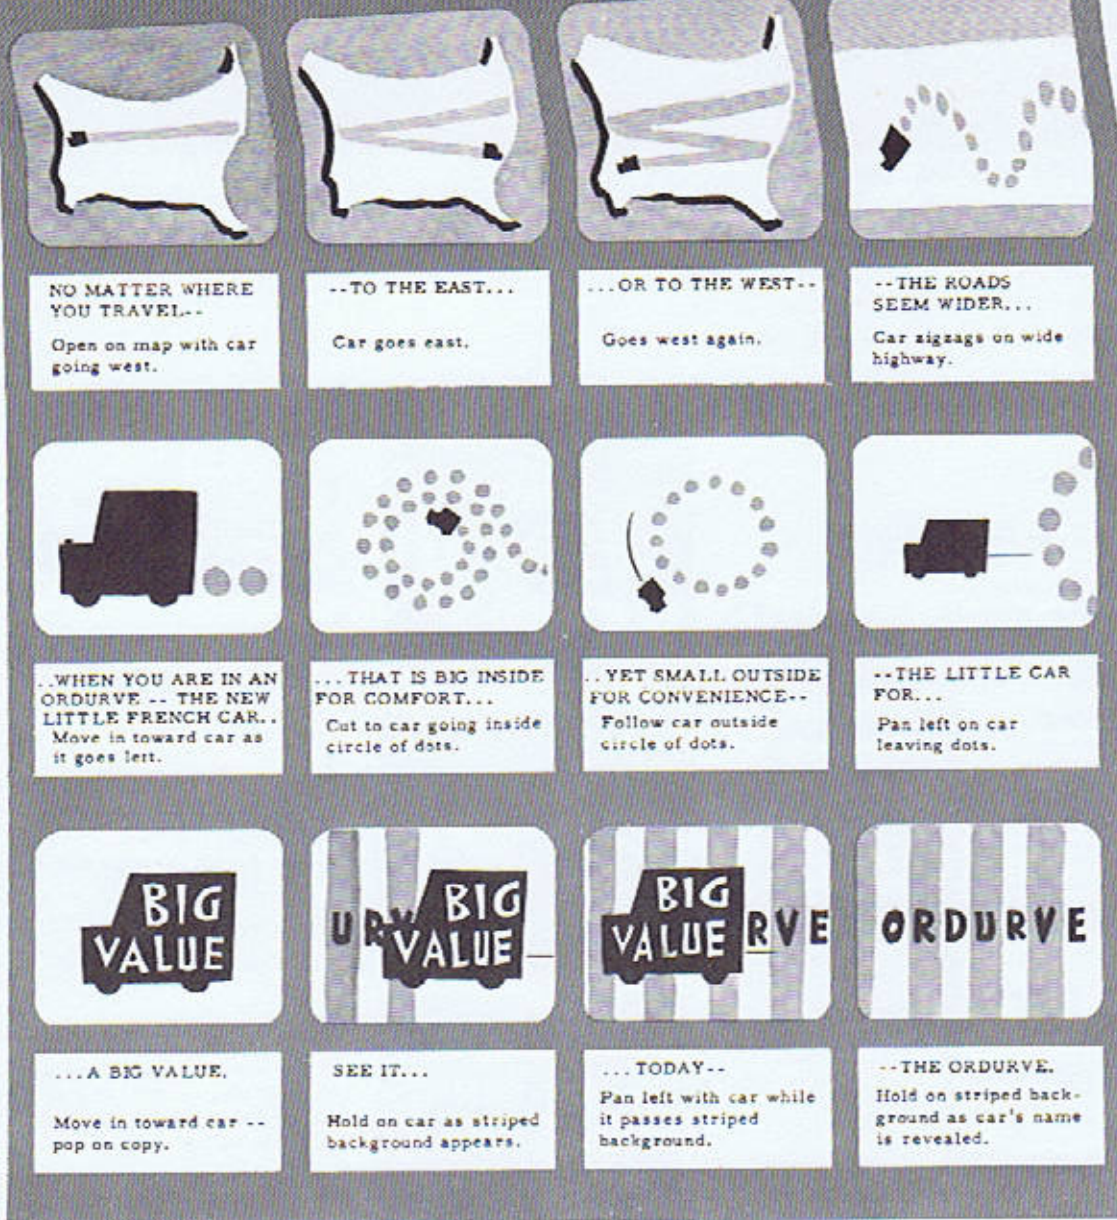 NO MATTER WHERE
YOU TRAVEL--
Open on map with car
going west.
--TO THE EAST...
Car goes east.
...OR TO THE WEST--
Goes west again.
--THE ROADS
SEEM WIDER...
Car zigzags on wide
highway.
..WHEN YOU ARE IN AN
ORDURVE -- THE NEW
LITTLE FRENCH CAR..
Move in toward car as
it goes left.
...THAT IS BIG INSIDE
FOR COMFORT...
Cut to car going inside
circle of dots.
..YET SMALL OUTSIDE
FOR CONVENIENCE--
Follow car outside
circle of dots.
--THE LITTLE CAR
FOR...
Pan left on car
leaving dots.
BIG
VALUE
...A BIG VALUE.
Move in toward car --
pop on copy.
URV
BIG
VALUE
SEE IT...
Hold on car as striped
background appears.
BIG
VALUE
RVE
...TODAY--
Pan left with car while
it passes striped
background.
ORDURVE
--THE ORDURVE.
Hold on striped back-
ground as car's name
is revealed.